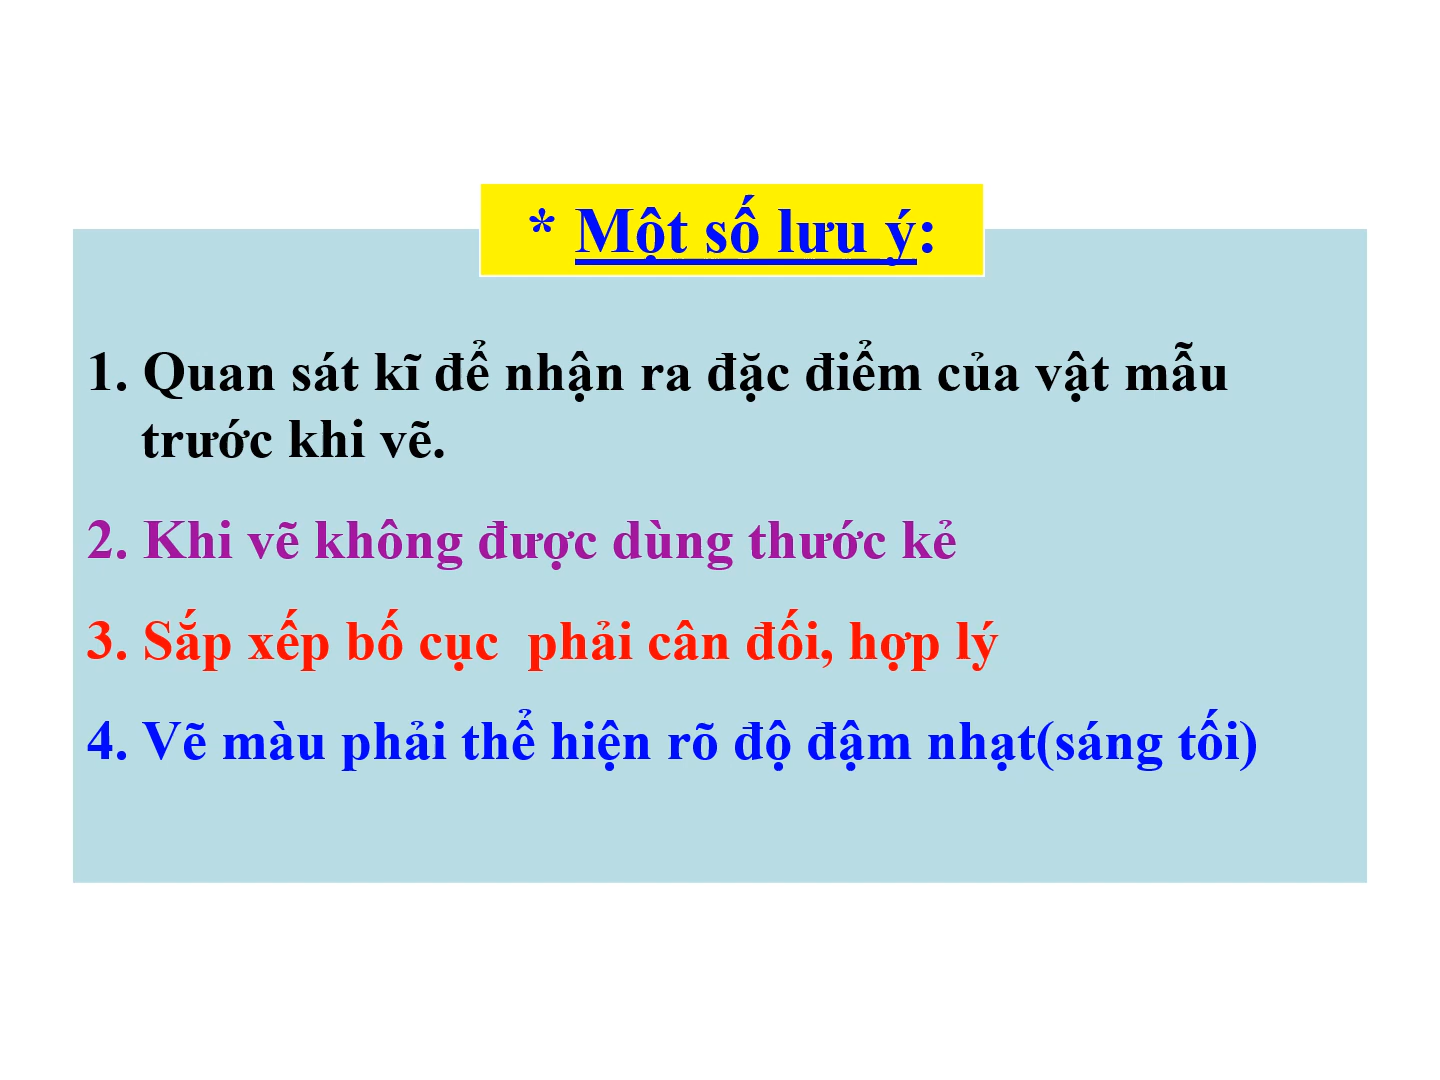 * Một số lưu ý:
1. Quan sát kĩ để nhận ra đặc điểm của vật mẫu
trước khi vẽ.
2. Khi vẽ không được dùng thước kẻ
3. Sắp xếp bố cục  phải cân đối, hợp lý
4. Vẽ màu phải thể hiện rõ độ đậm nhạt(sáng tối)